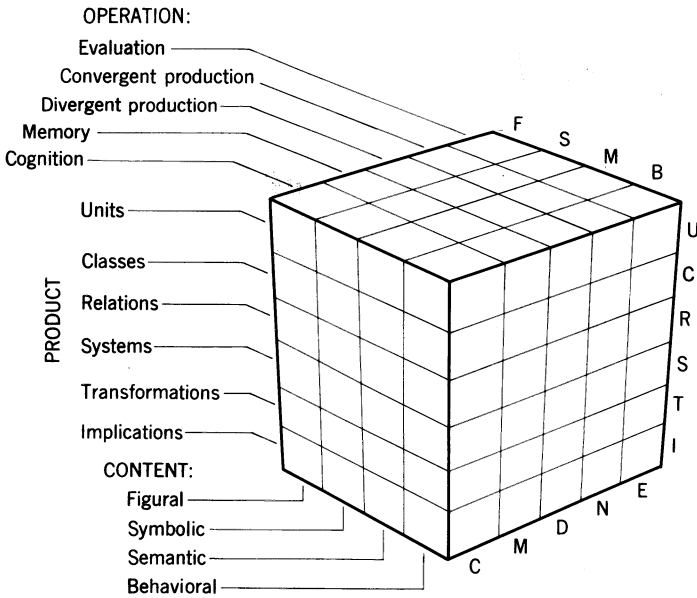 OPERATION:
Evaluation
Convergent production
Divergent production
Memory
Cognition
Units
Classes
Relations
Systems
Transformations
Implications
PRODUCT
CONTENT:
Figural
Symbolic
Semantic
Behavioral
F
S
M
B
U
C
R
S
T
I
C
M
D
N
E